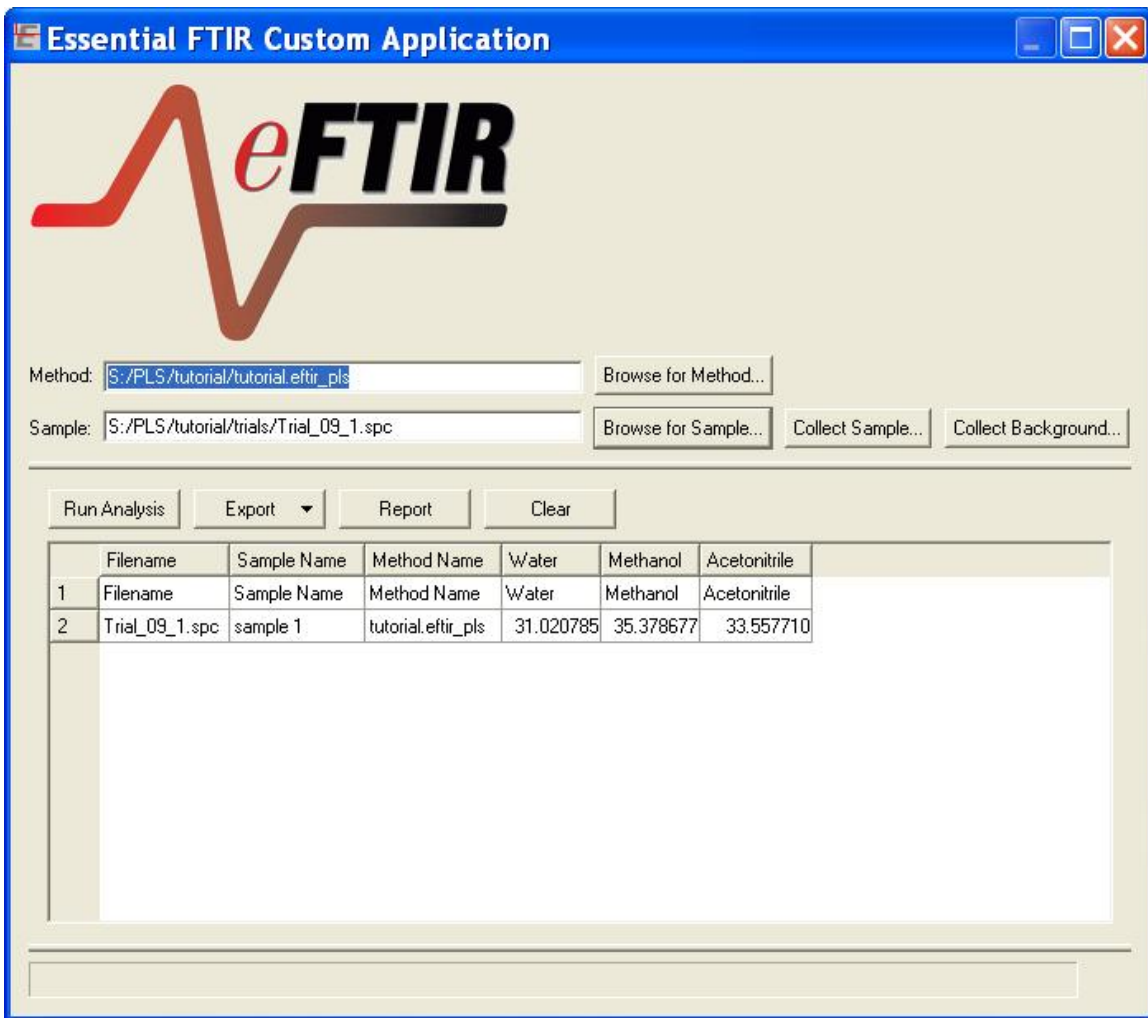 Essential FTIR Custom Application
eFTIR
Method: S:/PLS/tutorial/tutorial.eftir_pls Browse for Method...
Sample: S:/PLS/tutorial/trials/Trial_09_1.spc Browse for Sample... Collect Sample... Collect Background...
Run Analysis Export Report Clear
Filename Sample Name Method Name Water Methanol Acetonitrile
1 Filename Sample Name Method Name Water Methanol Acetonitrile
2 Trial_09_1.spc sample 1 tutorial.eftir_pls 31.020785 35.378677 33.557710